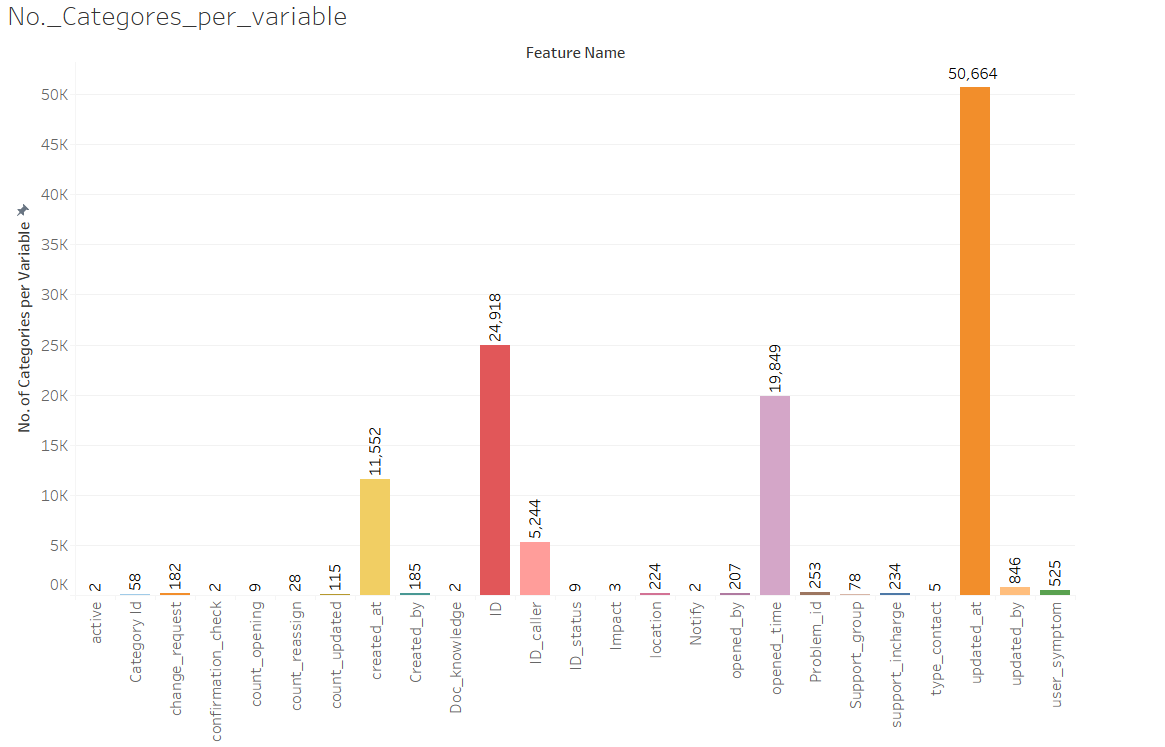 No._Categores_per_variable
Feature Name
No. of Categories per Variable
50K
45K
40K
35K
30K
25K
20K
15K
10K
5K
0K
2
58
182
2
9
28
115
11,552
185
2
24,918
5,244
9
3
224
2
207
19,849
253
78
234
5
50,664
846
525
active
Category Id
change_request
confirmation_check
count_opening
count_reassign
count_updated
created_at
Created_by
Doc_knowledge
ID
ID_caller
ID_status
Impact
location
Notify
opened_by
opened_time
Problem_id
Support_group
support_incharge
type_contact
updated_at
updated_by
user_symptom